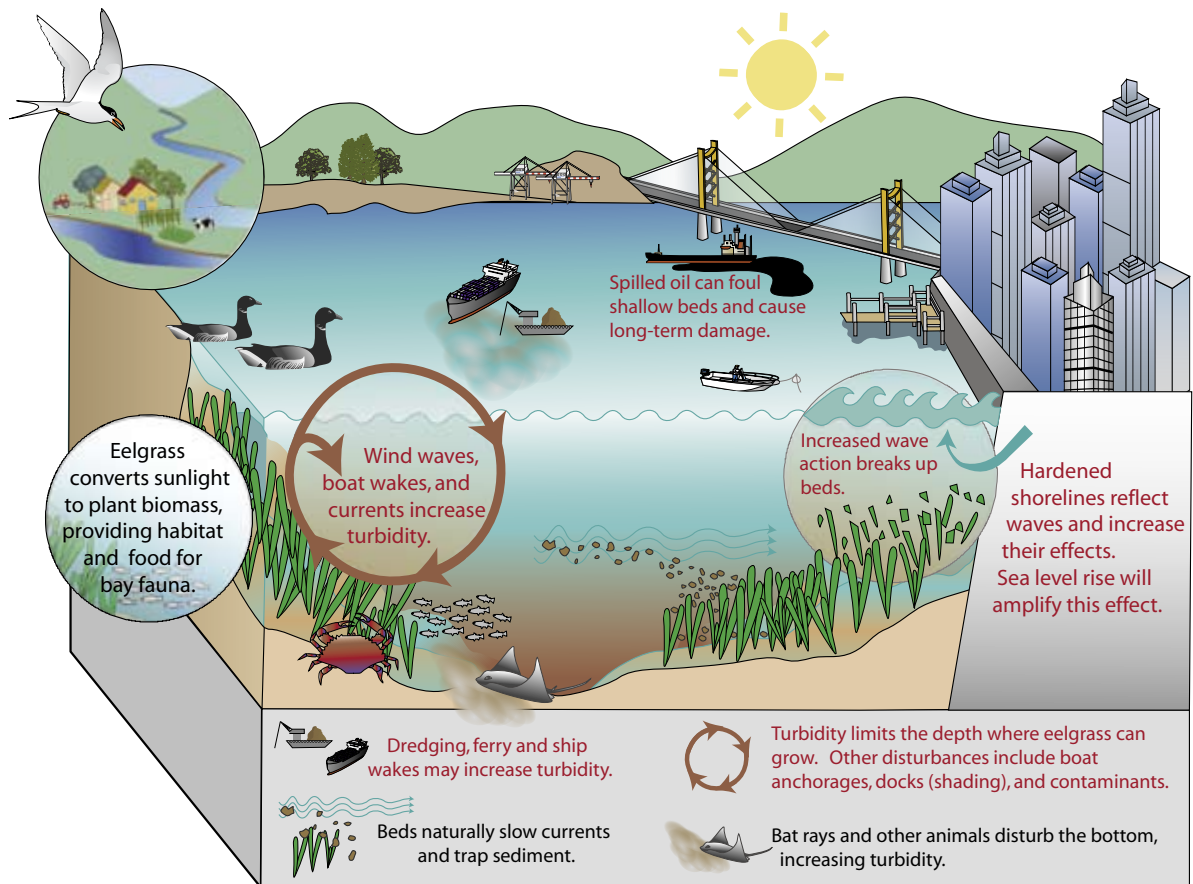 Spilled oil can foul
shallow beds and cause
long-term damage.
Eelgrass
converts sunlight
to plant biomass,
providing habitat
and food for
bay fauna.
Wind waves,
boat wakes, and
currents increase
turbidity.
Increased wave
action breaks up
beds.
Hardened
shorelines reflect
waves and increase
their effects.
Sea level rise will
amplify this effect.
Dredging, ferry and ship
wakes may increase turbidity.
Turbidity limits the depth where eelgrass can
grow. Other disturbances include boat
anchorages, docks (shading), and contaminants.
Beds naturally slow currents
and trap sediment.
Bat rays and other animals disturb the bottom,
increasing turbidity.